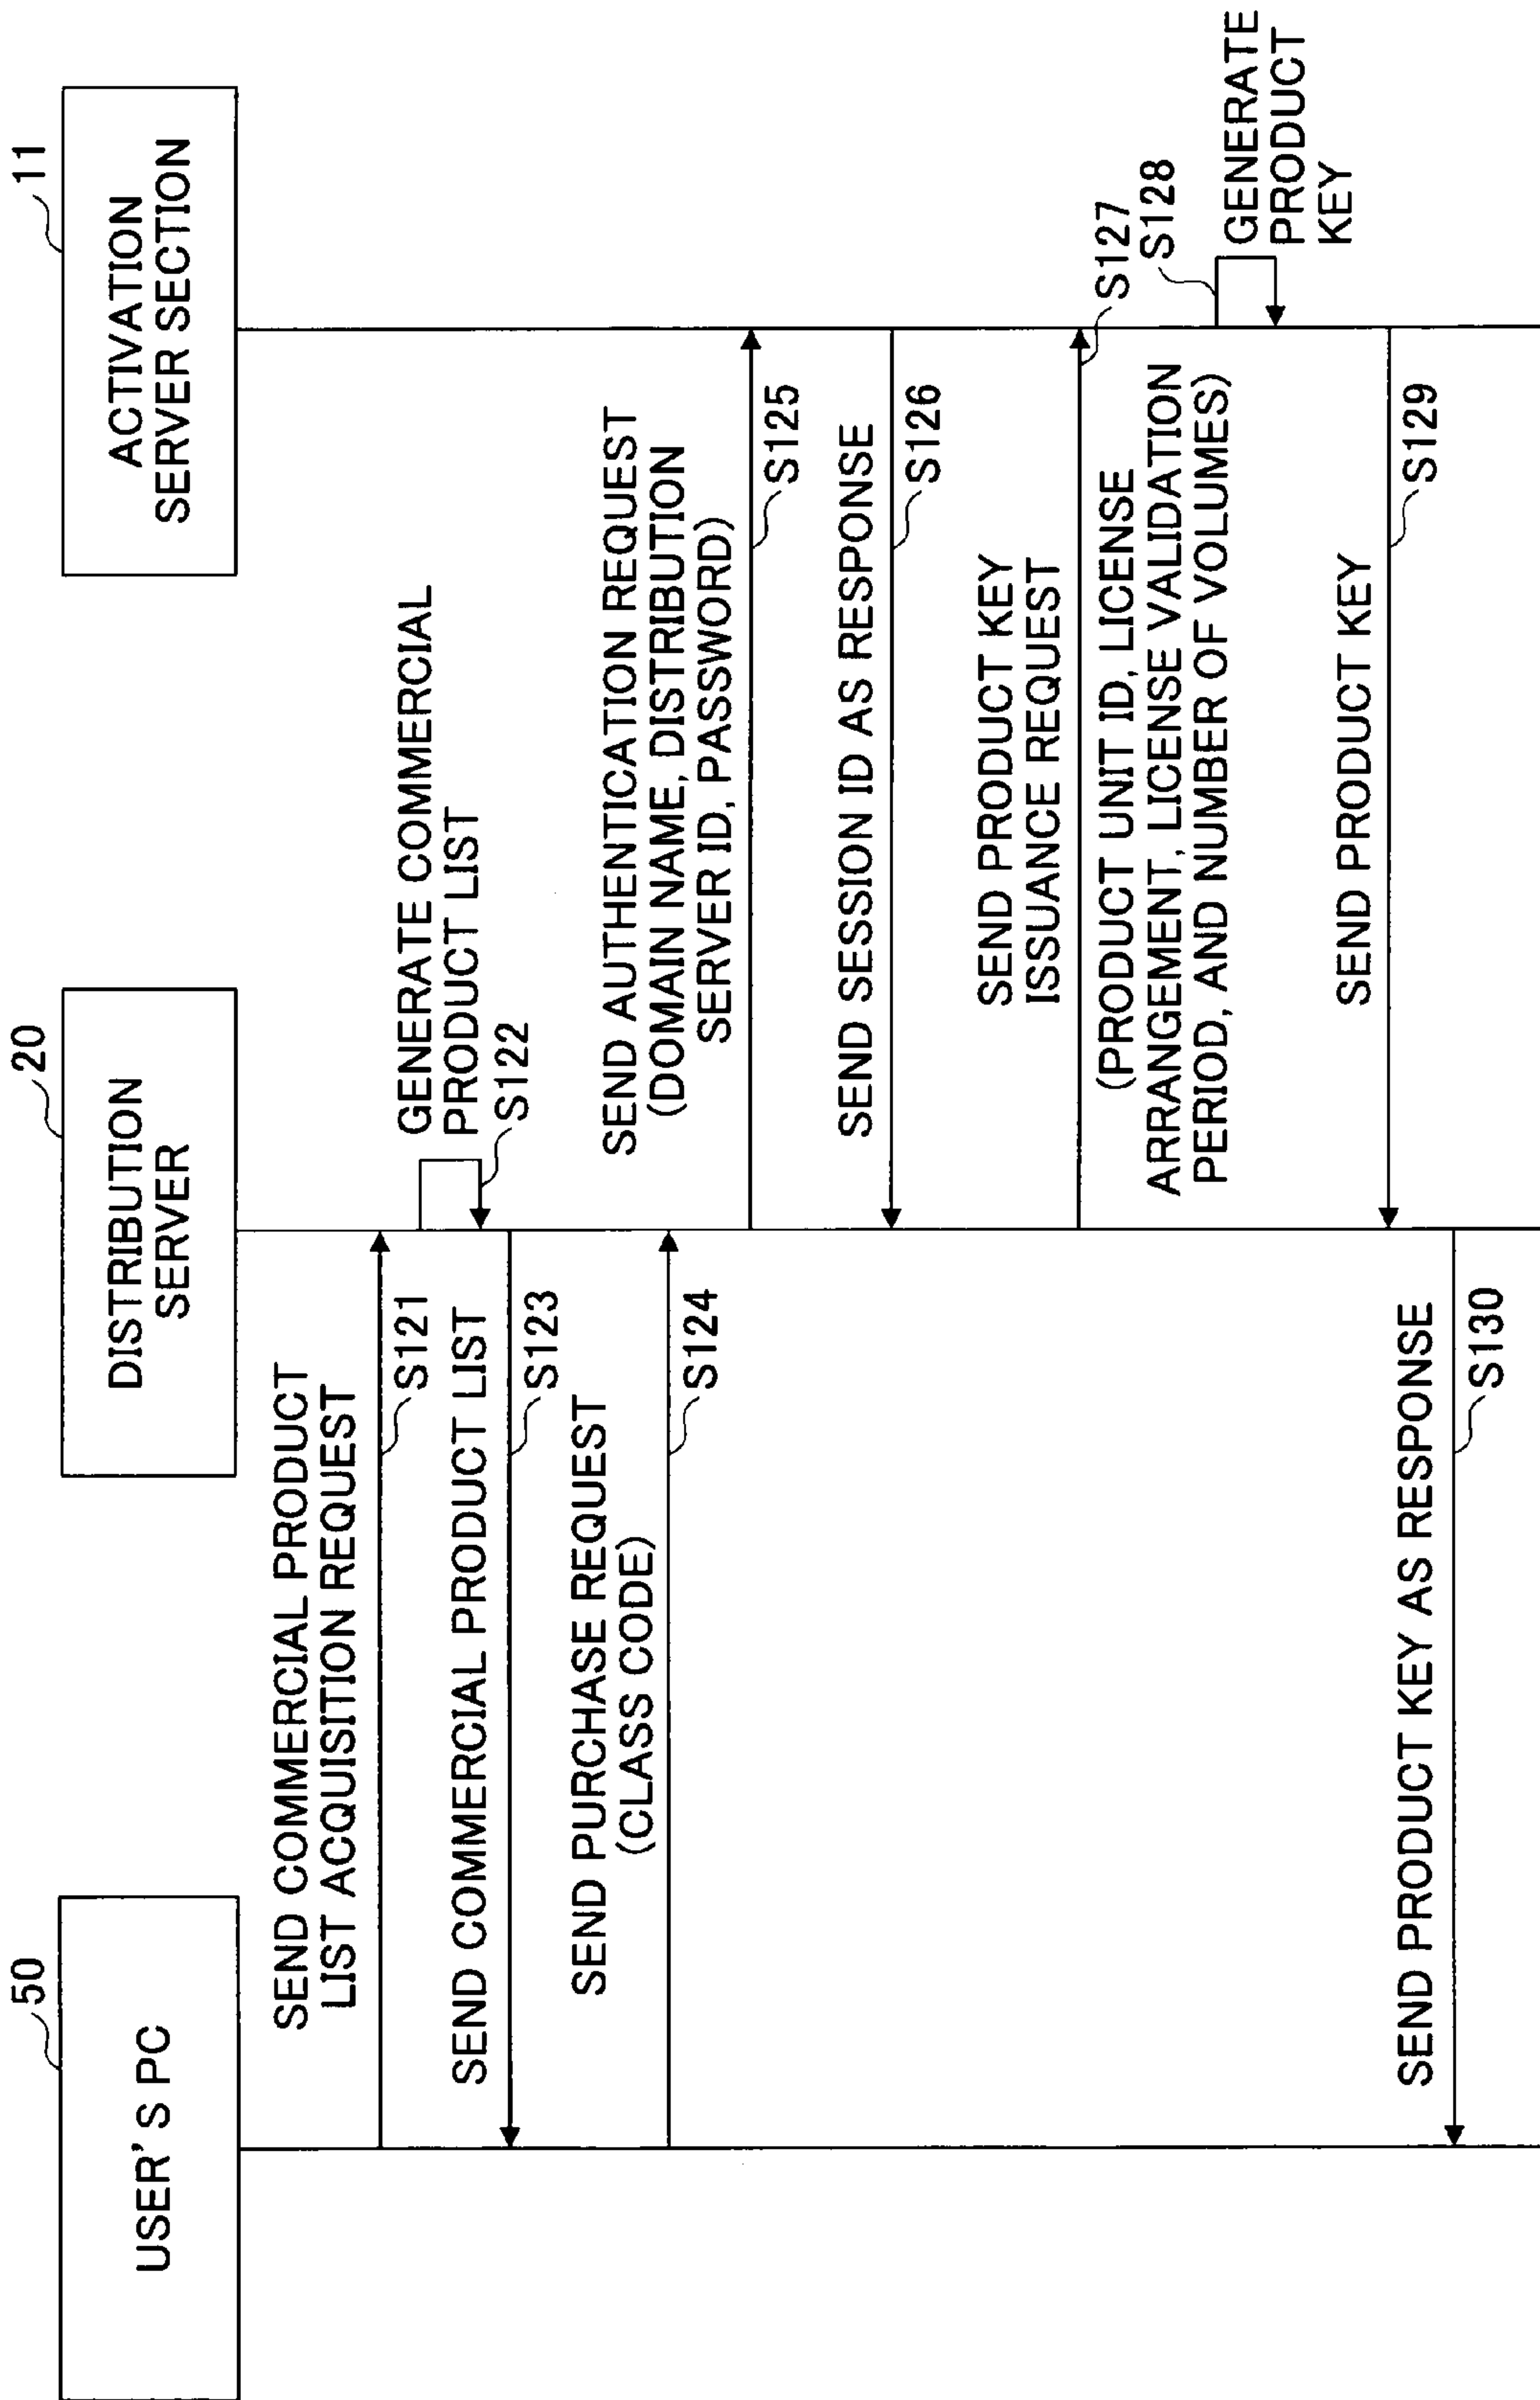 50
USER'S PC
20
DISTRIBUTION
SERVER
11
ACTIVATION
SERVER SECTION
SEND COMMERCIAL PRODUCT
LIST ACQUISITION REQUEST
S121
GENERATE COMMERCIAL
PRODUCT LIST
S122
SEND COMMERCIAL PRODUCT LIST
S123
SEND PURCHASE REQUEST
(CLASS CODE)
S124
SEND AUTHENTICATION REQUEST
(DOMAIN NAME, DISTRIBUTION
SERVER ID, PASSWORD)
S125
SEND SESSION ID AS RESPONSE
S126
SEND PRODUCT KEY
ISSUANCE REQUEST
S127
(PRODUCT UNIT ID, LICENSE
ARRANGEMENT, LICENSE VALIDATION
PERIOD, AND NUMBER OF VOLUMES)
S128
GENERATE
PRODUCT
KEY
SEND PRODUCT KEY
S129
SEND PRODUCT KEY AS RESPONSE
S130